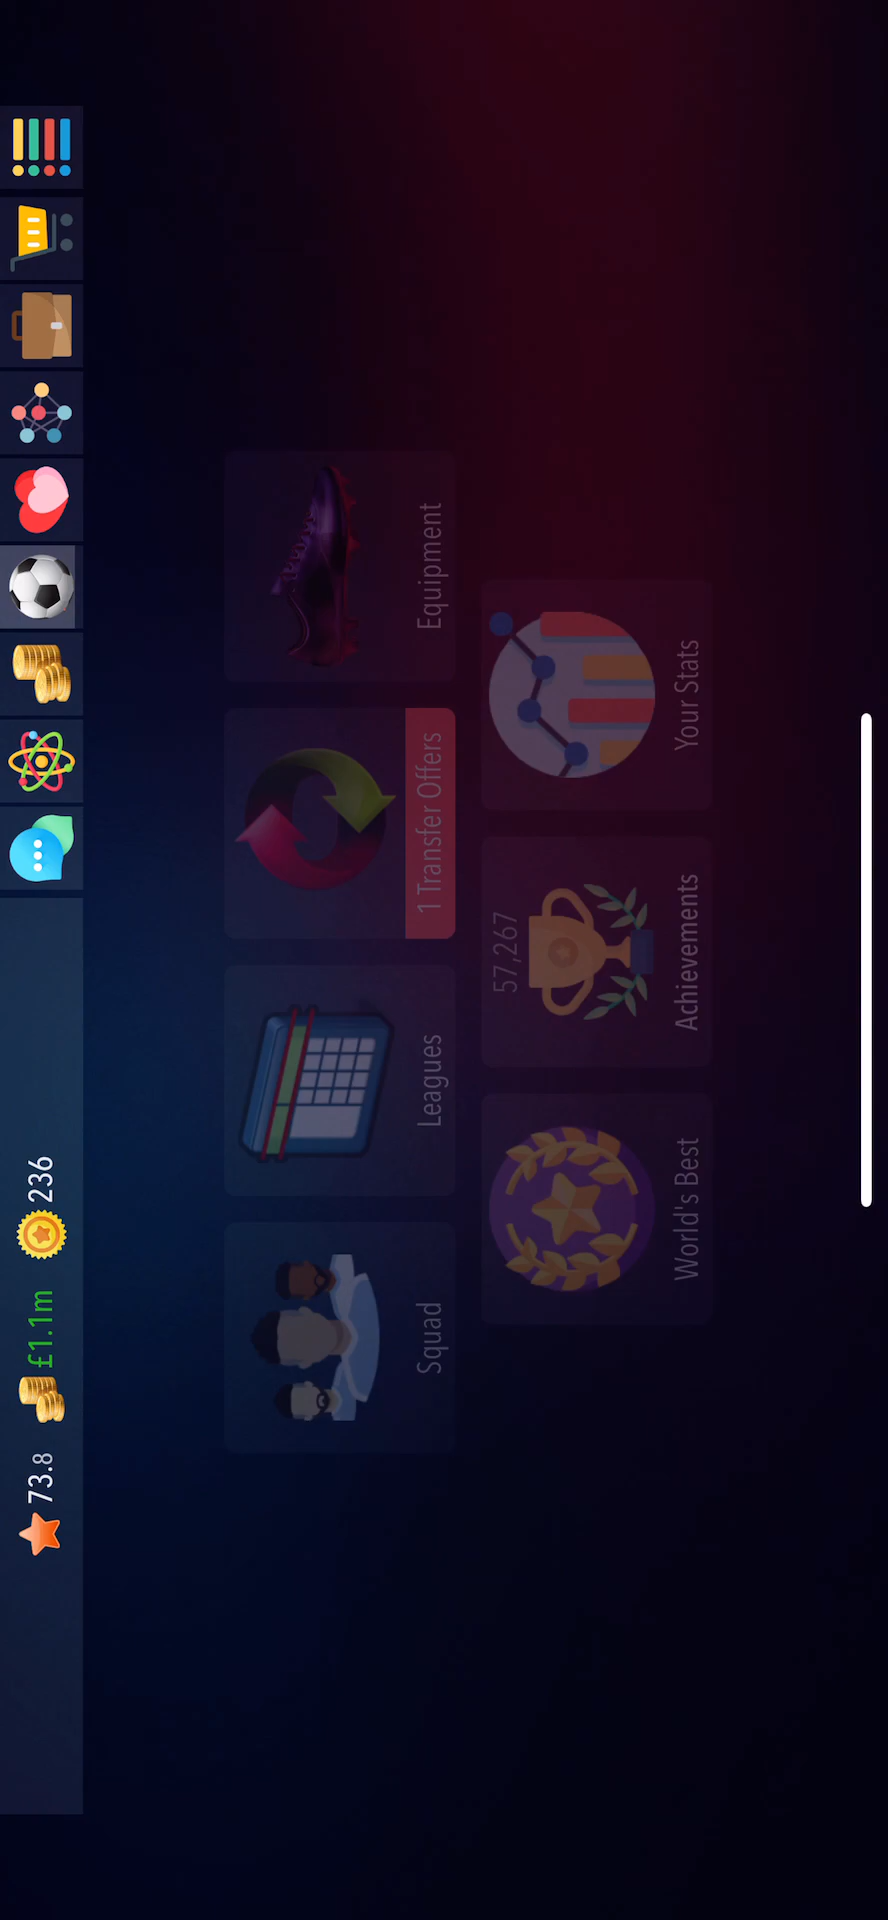 73.8
£1.1m
236
Squad
Leagues
1 Transfer Offers
Equipment
World's Best
57,267
Achievements
Your Stats